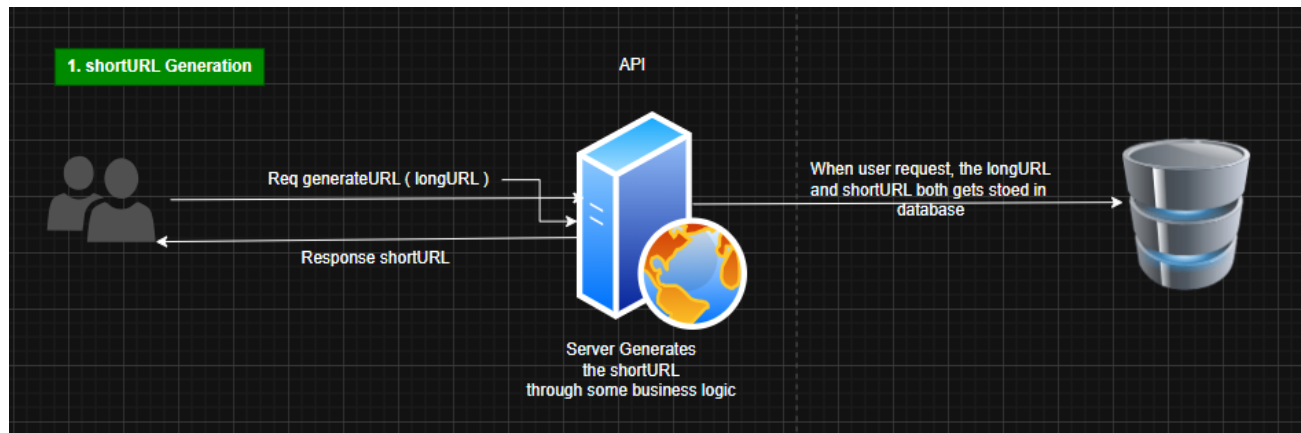 1. shortURL Generation
API
Req generateURL ( longURL )
Response shortURL
When user request, the longURL
and shortURL both gets stoed in
database
Server Generates
the shortURL
through some business logic